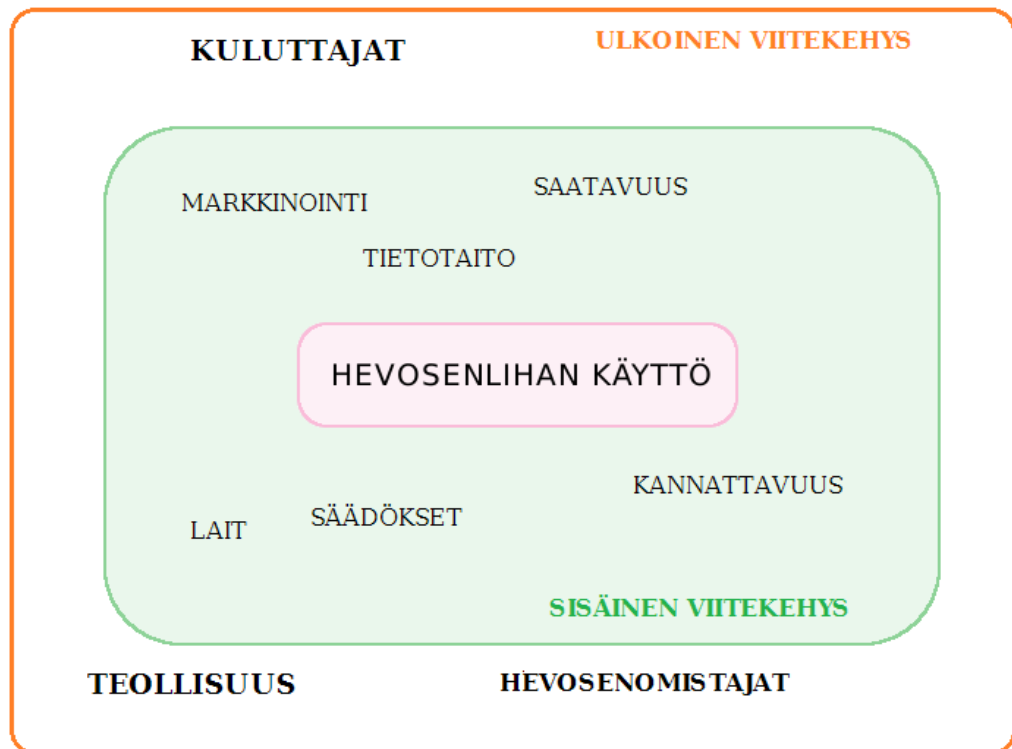 KULUTTAJAT
ULKOINEN VIITEKEHYS
MARKKINOINTI
SAATAVUUS
TIETOTAITO
HEVOSENLIHAN KÄYTTÖ
KANNATTAVUUS
LAIT
SÄÄDÖKSET
SISÄINEN VIITEKEHYS
TEOLLISUUS
HEVOSENOMISTAJAT